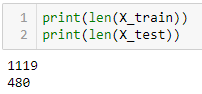 1 print(len(X_train))
2 print(len(X_test))
1119
480